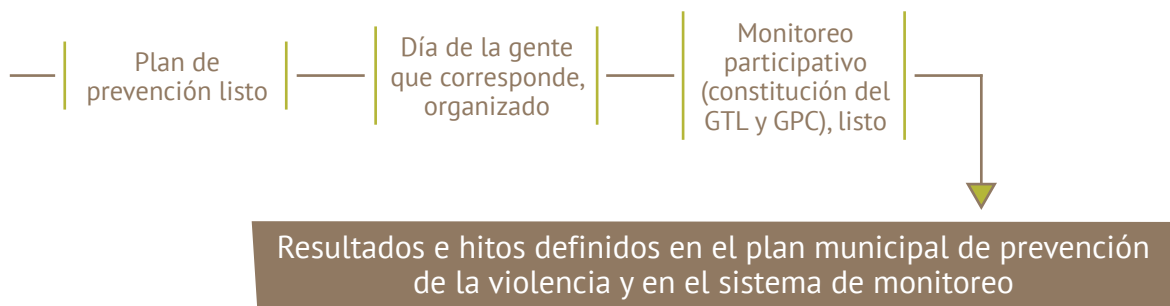 Plan de
prevención listo
Día de la gente
que corresponde,
organizado
Monitoreo
participativo
(constitución del
GTL y GPC), listo
Resultados e hitos definidos en el plan municipal de prevención
de la violencia y en el sistema de monitoreo